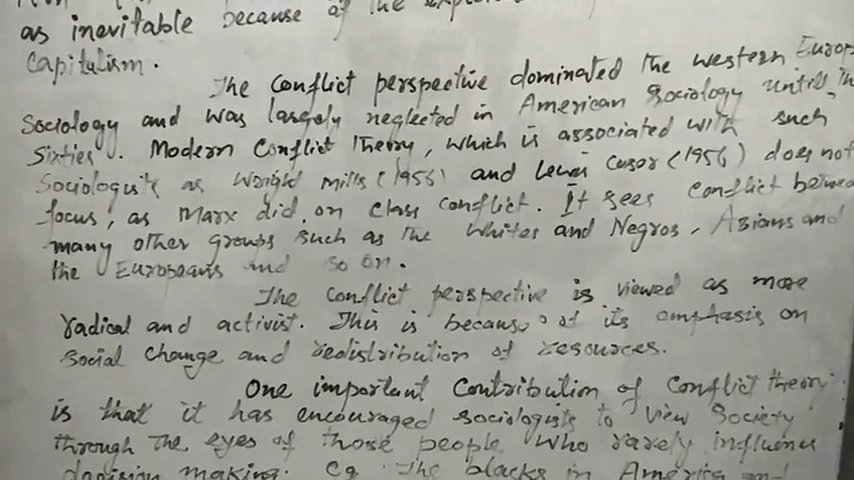 as inevitable because of the
Capitalism.
The Conflict perspective dominated the western Europ
Sociology and was largely neglected in American Sociology untill the
Sixties. Modern Conflict Theory, which is associated with such
Sociologists as Wright Mills (1956) and Lewis Coser (1956) does not
focus, as Marx did, on class conflict. It sees conflict between
many other groups such as the Whites and Negros, Asians and
the Europeans and so on.
The conflict perspective is viewed as more
radical and activist. This is because of its emphasis on
social change and redistribution of resources.
One important Contribution of Conflict theory
is that it has encouraged sociologists to view Society
through the eyes of those people who rarely influence
decision making. eg. The blacks in America and